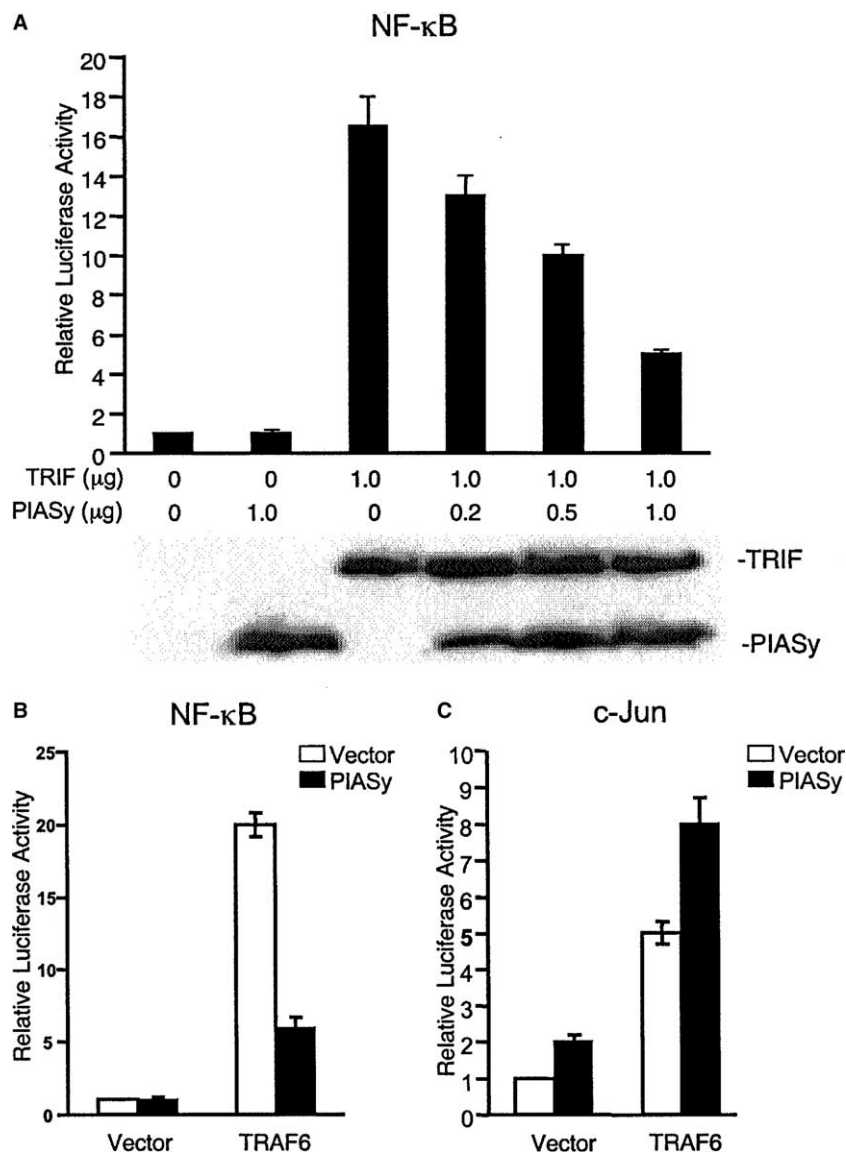 A
NF-κB
Relative Luciferase Activity
20
18
16
14
12
10
8
6
4
2
0
TRIF (μg) 0 0 1.0 1.0 1.0 1.0
PIASy (μg) 0 1.0 0 0.2 0.5 1.0
-TRIF
-PIASy
B
NF-κB
Vector
PIASy
Relative Luciferase Activity
25
20
15
10
5
0
Vector TRAF6
C
c-Jun
Vector
PIASy
Relative Luciferase Activity
10
9
8
7
6
5
4
3
2
1
0
Vector TRAF6